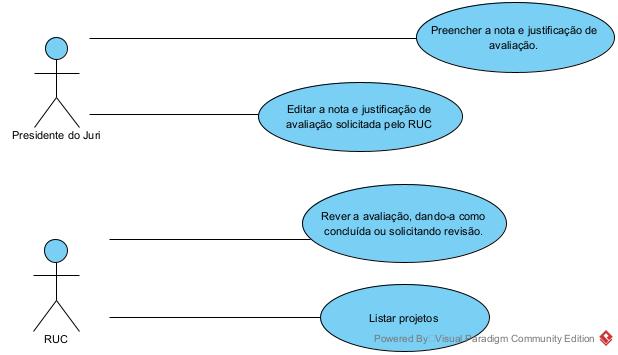 Preencher a nota e justificação de
avaliação.
Editar a nota e justificação de
avaliação solicitada pelo RUC
Presidente do Juri
Rever a avaliação, dando-a como
concluída ou solicitando revisão.
Listar projetos
RUC
Powered By Visual Paradigm Community Edition